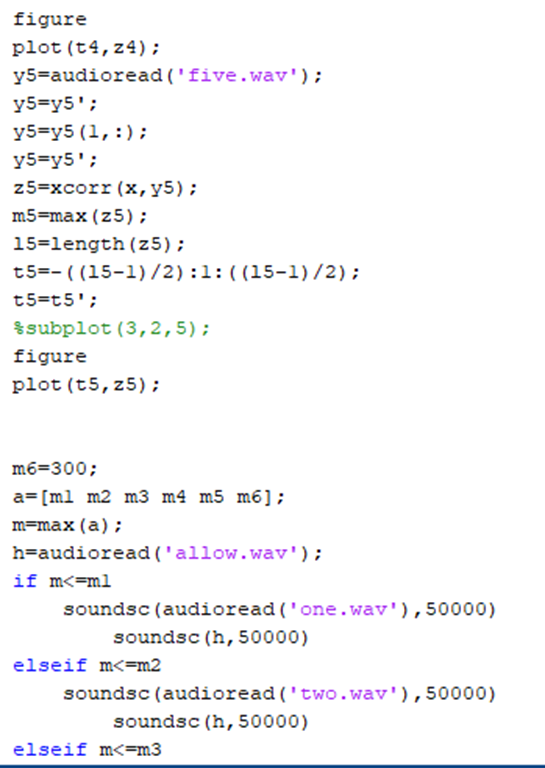 figure
plot(t4,z4);
y5=audioread('five.wav');
y5=y5';
y5=y5(1,:);
y5=y5';
z5=xcorr(x,y5);
m5=max(z5);
l5=length(z5);
t5=-((l5-1)/2):1:((l5-1)/2);
t5=t5';
%subplot(3,2,5);
figure
plot(t5,z5);
m6=300;
a=[m1 m2 m3 m4 m5 m6];
m=max(a);
h=audioread('allow.wav');
if m<=m1
    soundsc(audioread('one.wav'),50000)
        soundsc(h,50000)
elseif m<=m2
    soundsc(audioread('two.wav'),50000)
        soundsc(h,50000)
elseif m<=m3